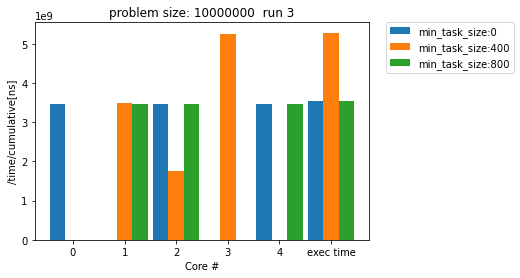 problem size: 10000000  run 3
1e9
5
4
3
2
1
0
/time/cumulative[ns]
0 1 2 3 4 exec time
Core #
min_task_size:0
min_task_size:400
min_task_size:800